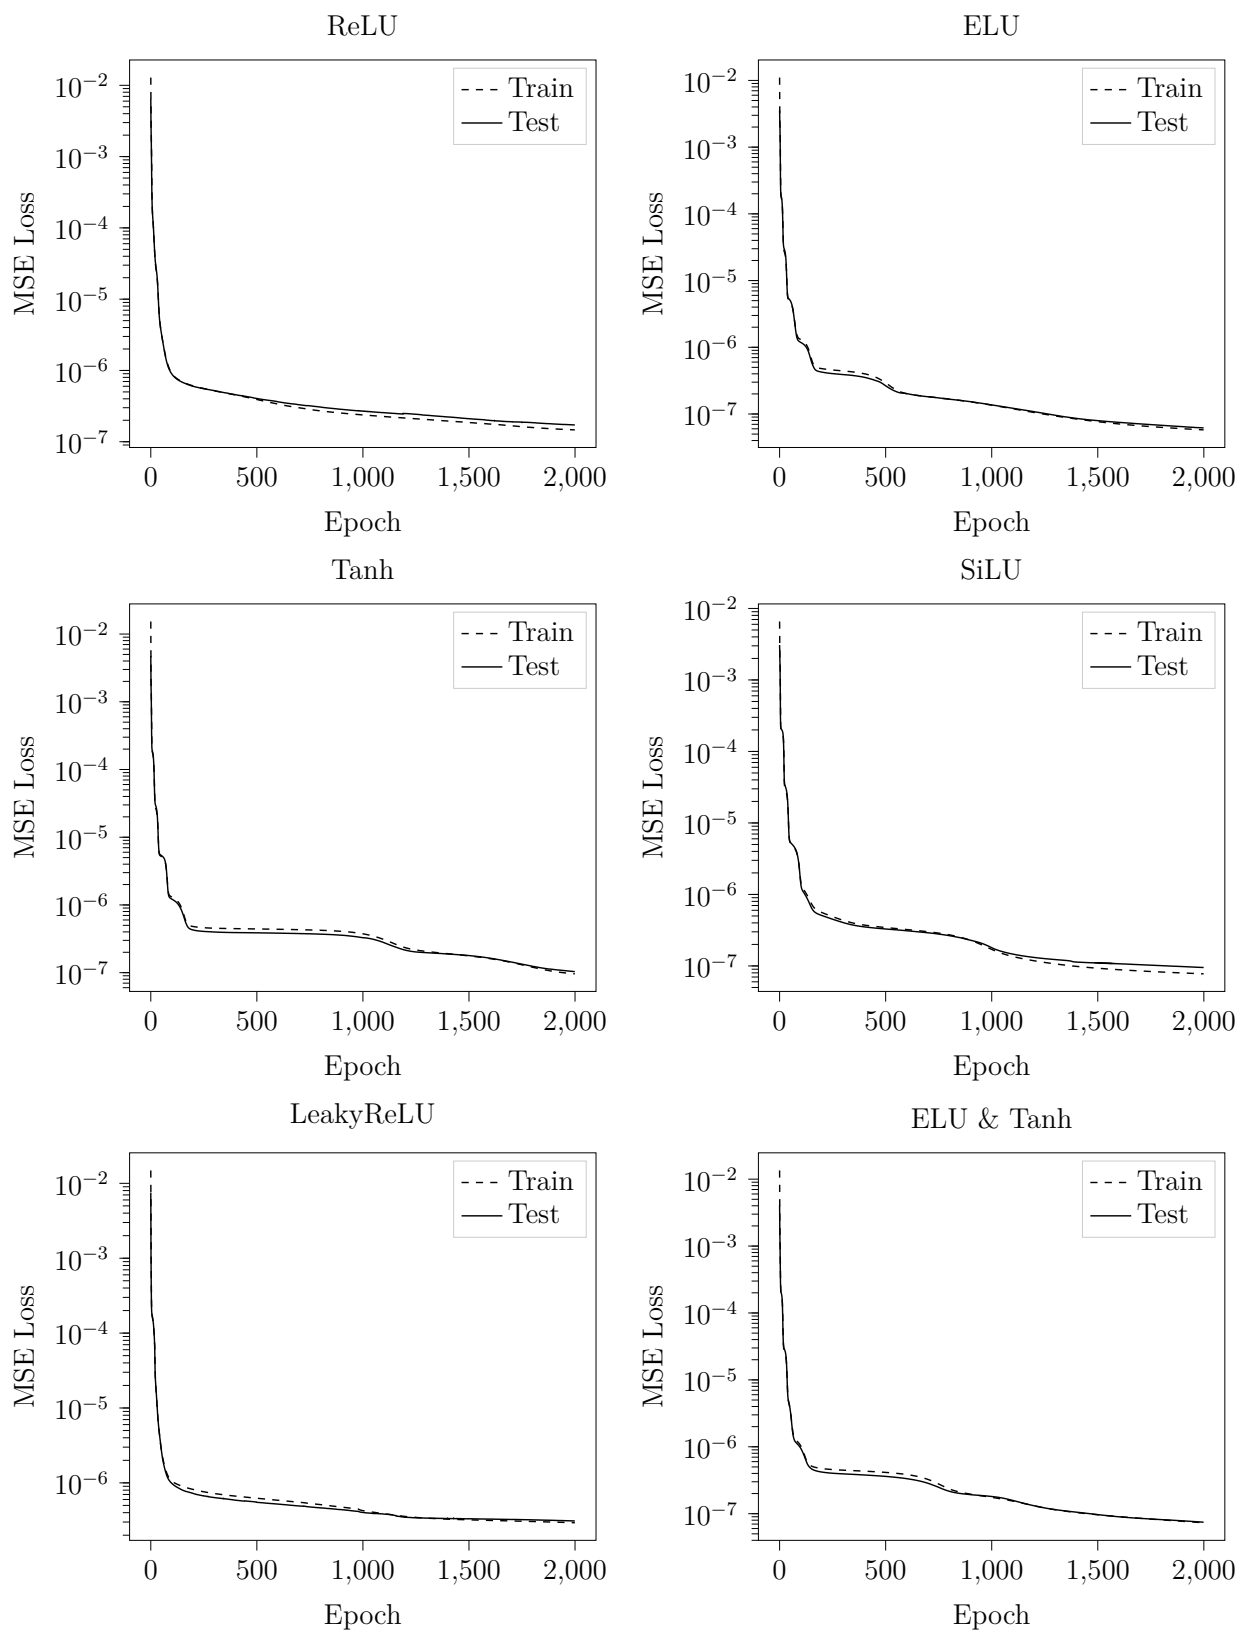 ReLU
10⁻²
10⁻³
10⁻⁴
10⁻⁵
10⁻⁶
10⁻⁷
MSE Loss
Train
Test
0 500 1,000 1,500 2,000
Epoch
ELU
10⁻²
10⁻³
10⁻⁴
10⁻⁵
10⁻⁶
10⁻⁷
MSE Loss
Train
Test
0 500 1,000 1,500 2,000
Epoch
Tanh
10⁻²
10⁻³
10⁻⁴
10⁻⁵
10⁻⁶
10⁻⁷
MSE Loss
Train
Test
0 500 1,000 1,500 2,000
Epoch
SiLU
10⁻²
10⁻³
10⁻⁴
10⁻⁵
10⁻⁶
10⁻⁷
MSE Loss
Train
Test
0 500 1,000 1,500 2,000
Epoch
LeakyReLU
10⁻²
10⁻³
10⁻⁴
10⁻⁵
10⁻⁶
MSE Loss
Train
Test
0 500 1,000 1,500 2,000
Epoch
ELU & Tanh
10⁻²
10⁻³
10⁻⁴
10⁻⁵
10⁻⁶
10⁻⁷
MSE Loss
Train
Test
0 500 1,000 1,500 2,000
Epoch